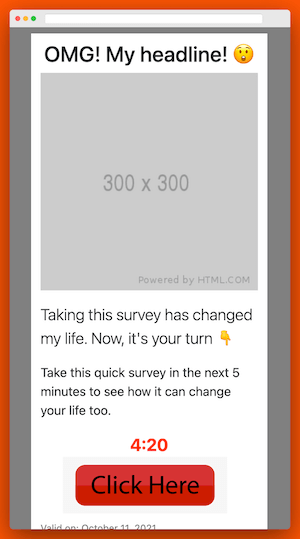 OMG! My headline! 😲
300 x 300
Powered by HTML.COM
Taking this survey has changed
my life. Now, it's your turn 👇
Take this quick survey in the next 5
minutes to see how it can change
your life too.
4:20
Click Here
Valid on: October 11, 2021